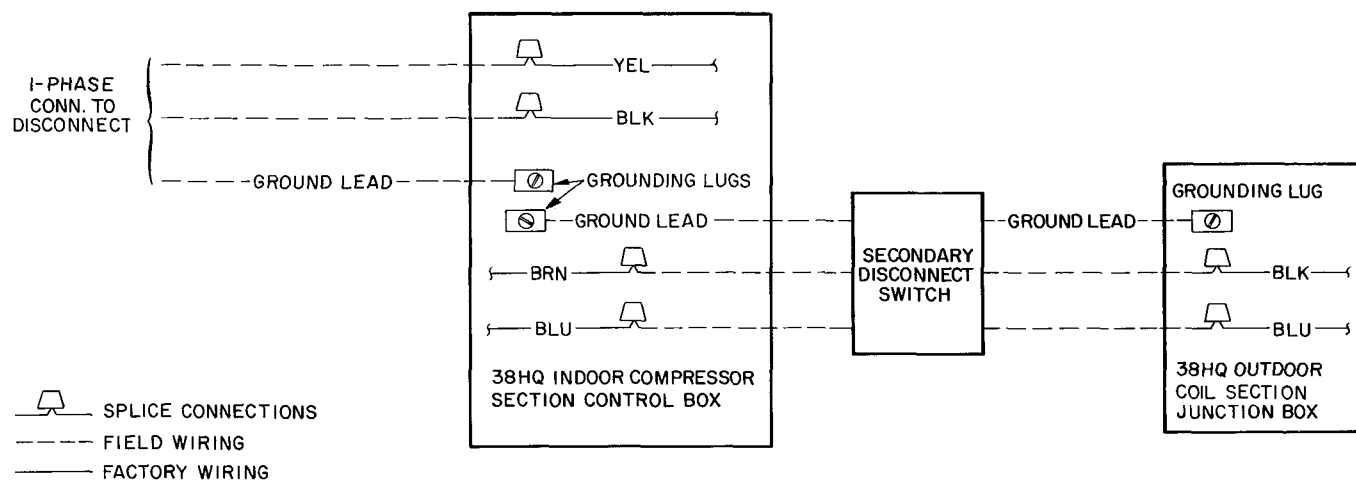 1-PHASE
CONN. TO
DISCONNECT
YEL
BLK
GROUND LEAD
GROUNDING LUGS
GROUND LEAD
BRN
BLU
38HQ INDOOR COMPRESSOR
SECTION CONTROL BOX
SECONDARY
DISCONNECT
SWITCH
GROUND LEAD
GROUNDING LUG
BLK
BLU
38HQ OUTDOOR
COIL SECTION
JUNCTION BOX
SPLICE CONNECTIONS
FIELD WIRING
FACTORY WIRING